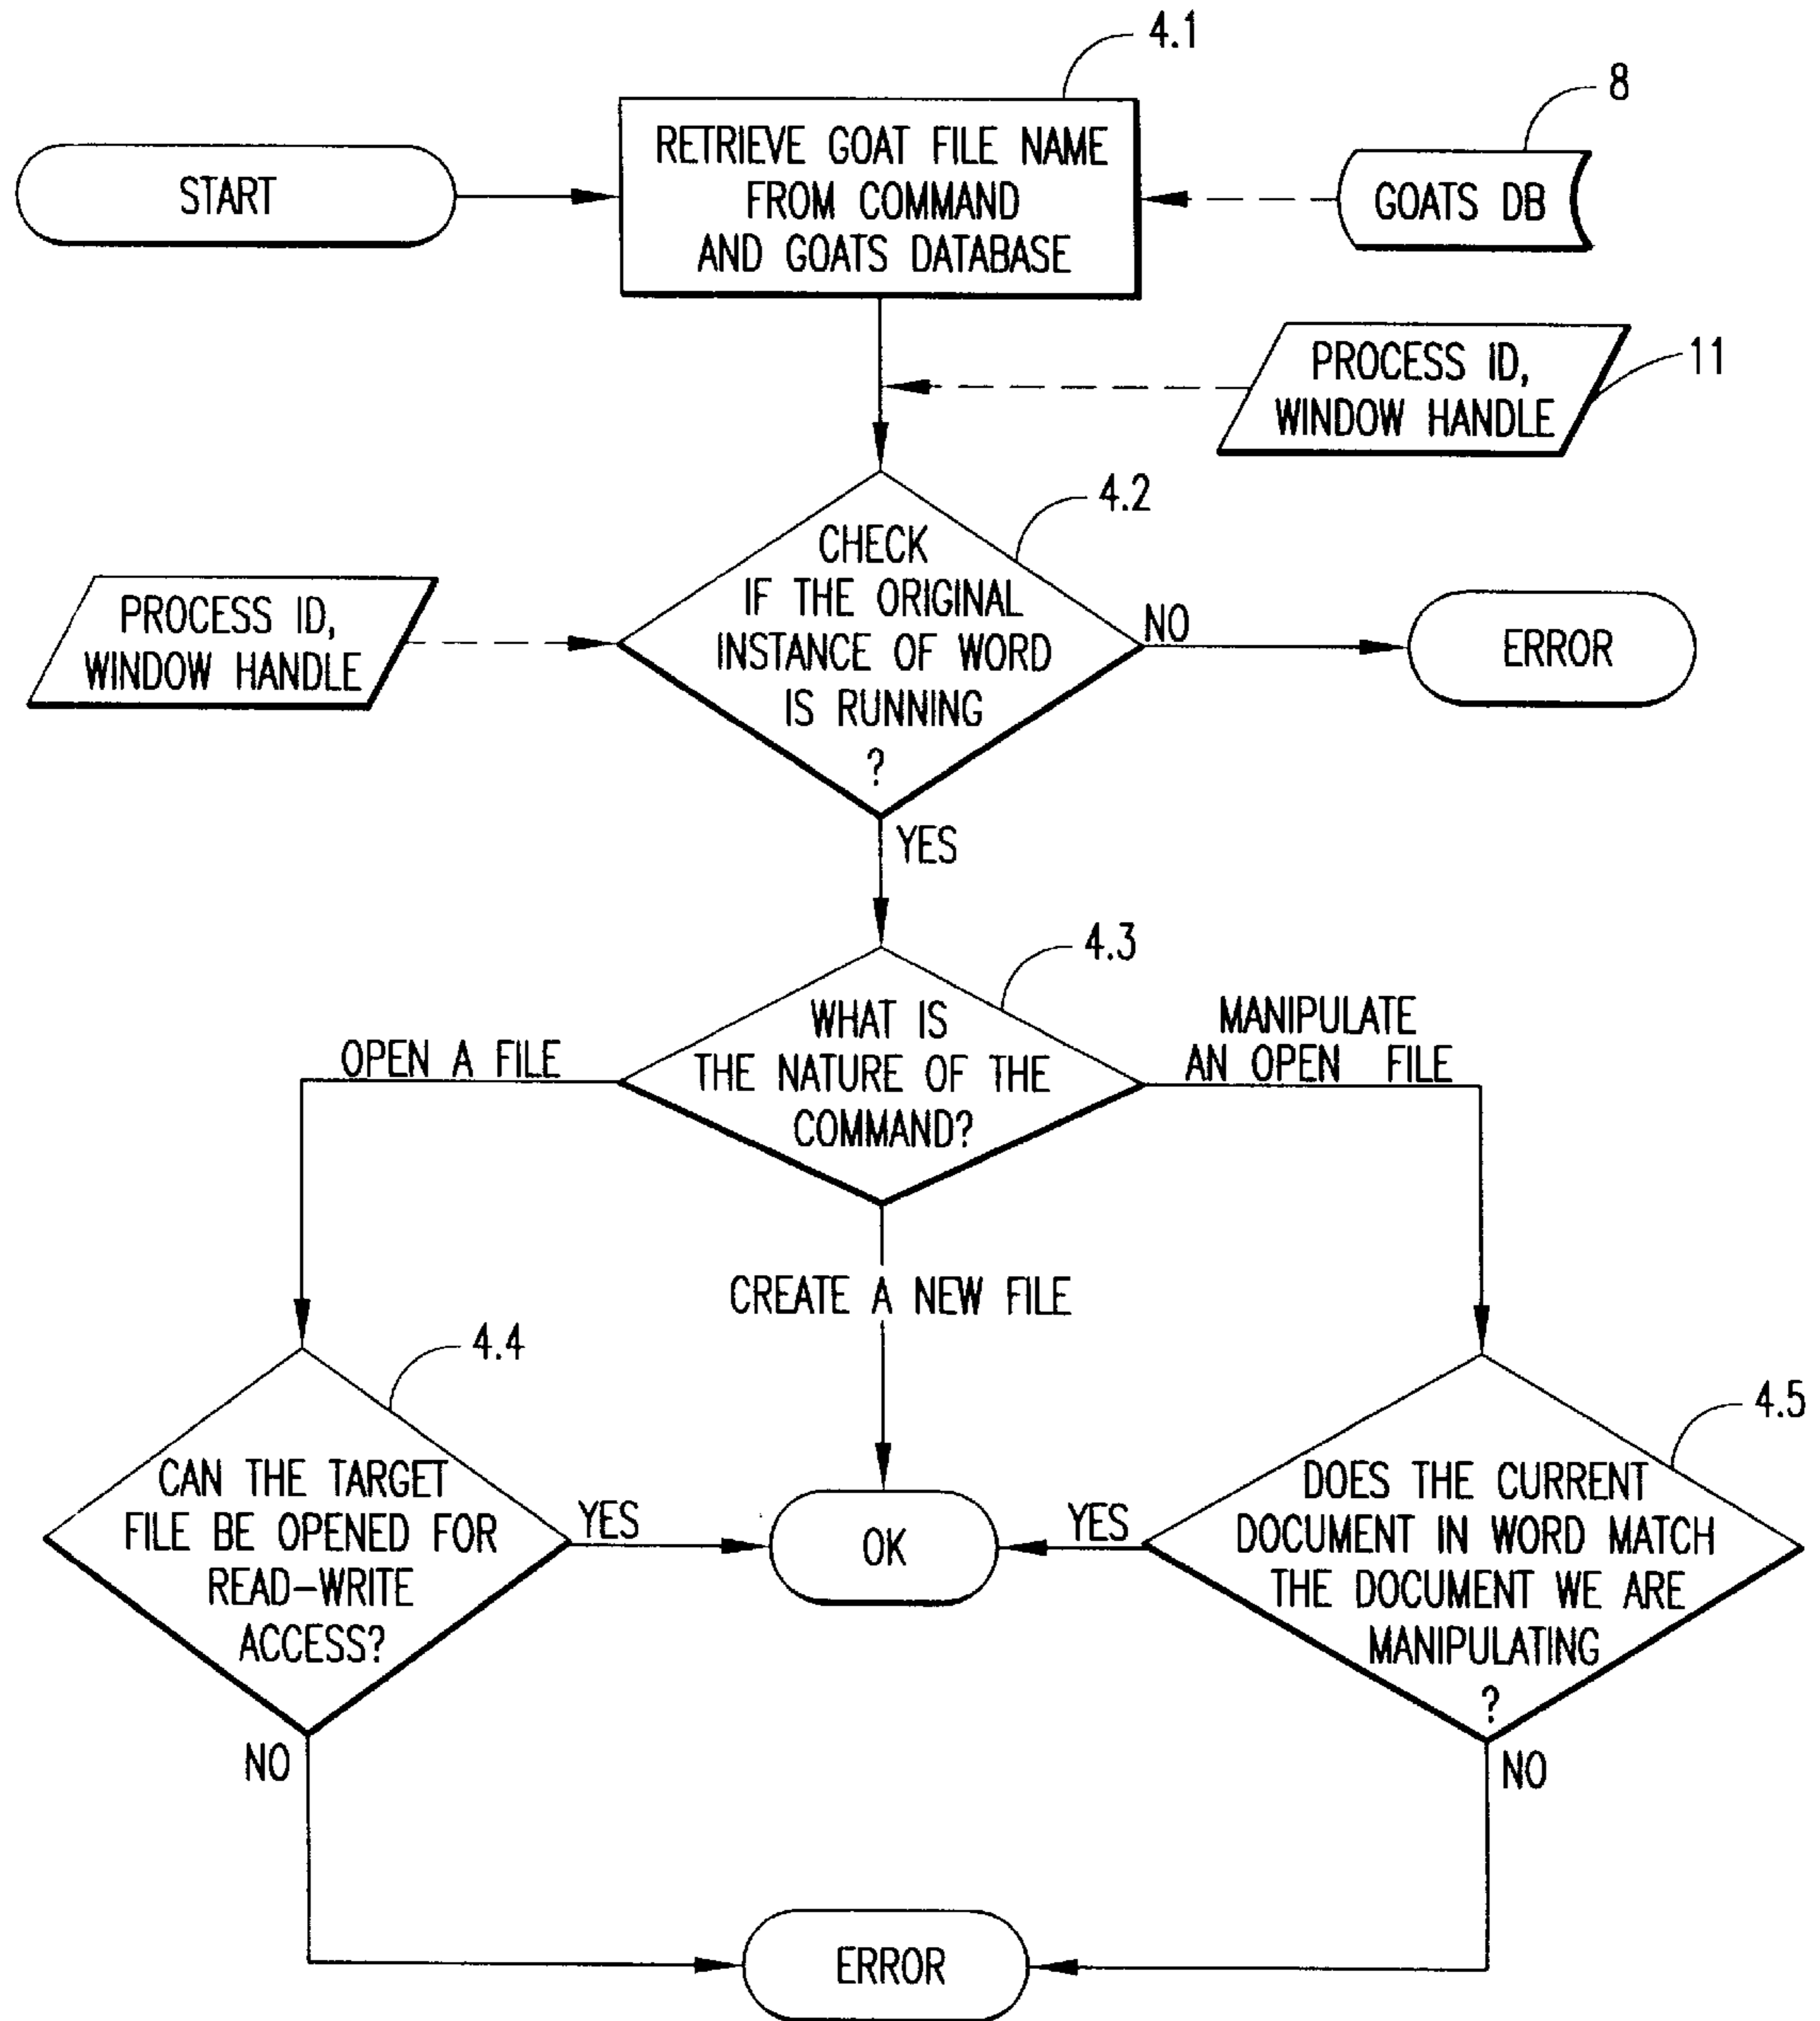 4.1
8
START
RETRIEVE GOAT FILE NAME
FROM COMMAND
AND GOATS DATABASE
GOATS DB
PROCESS ID,
WINDOW HANDLE
11
4.2
CHECK
IF THE ORIGINAL
INSTANCE OF WORD
IS RUNNING
?
PROCESS ID,
WINDOW HANDLE
NO
ERROR
YES
4.3
WHAT IS
THE NATURE OF THE
COMMAND?
OPEN A FILE
MANIPULATE
AN OPEN FILE
CREATE A NEW FILE
4.4
CAN THE TARGET
FILE BE OPENED FOR
READ-WRITE
ACCESS?
YES
OK
YES
4.5
DOES THE CURRENT
DOCUMENT IN WORD MATCH
THE DOCUMENT WE ARE
MANIPULATING
?
NO
NO
ERROR